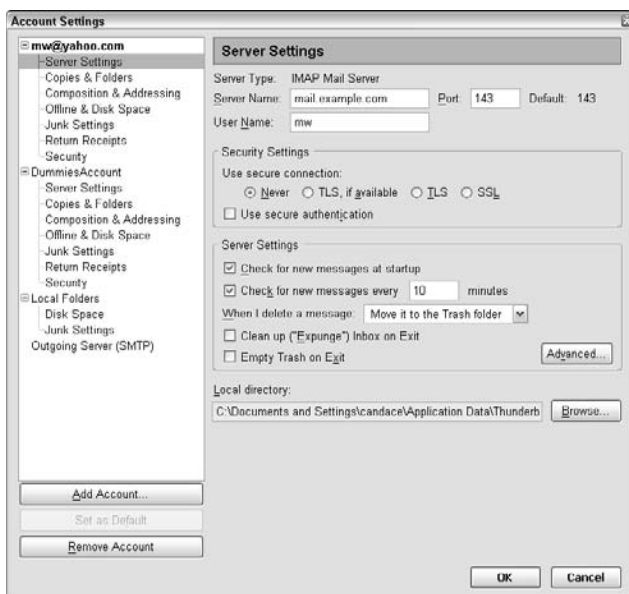 Account Settings
mw@yahoo.com
Server Settings
Copies & Folders
Composition & Addressing
Offline & Disk Space
Junk Settings
Return Receipts
Security
DummiesAccount
Server Settings
Copies & Folders
Composition & Addressing
Offline & Disk Space
Junk Settings
Return Receipts
Security
Local Folders
Disk Space
Junk Settings
Outgoing Server (SMTP)
Add Account...
Set as Default
Remove Account
Server Settings
Server Type: IMAP Mail Server
Server Name: mail.example.com Port: 143 Default: 143
User Name: mw
Security Settings
Use secure connection:
Never TLS, if available TLS SSL
Use secure authentication
Server Settings
Check for new messages at startup
Check for new messages every 10 minutes
When I delete a message: Move it to the Trash folder
Clean up ("Expunge") Inbox on Exit
Empty Trash on Exit
Advanced...
Local directory:
C:\Documents and Settings\candace\Application Data\Thunderb
Browse...
OK Cancel